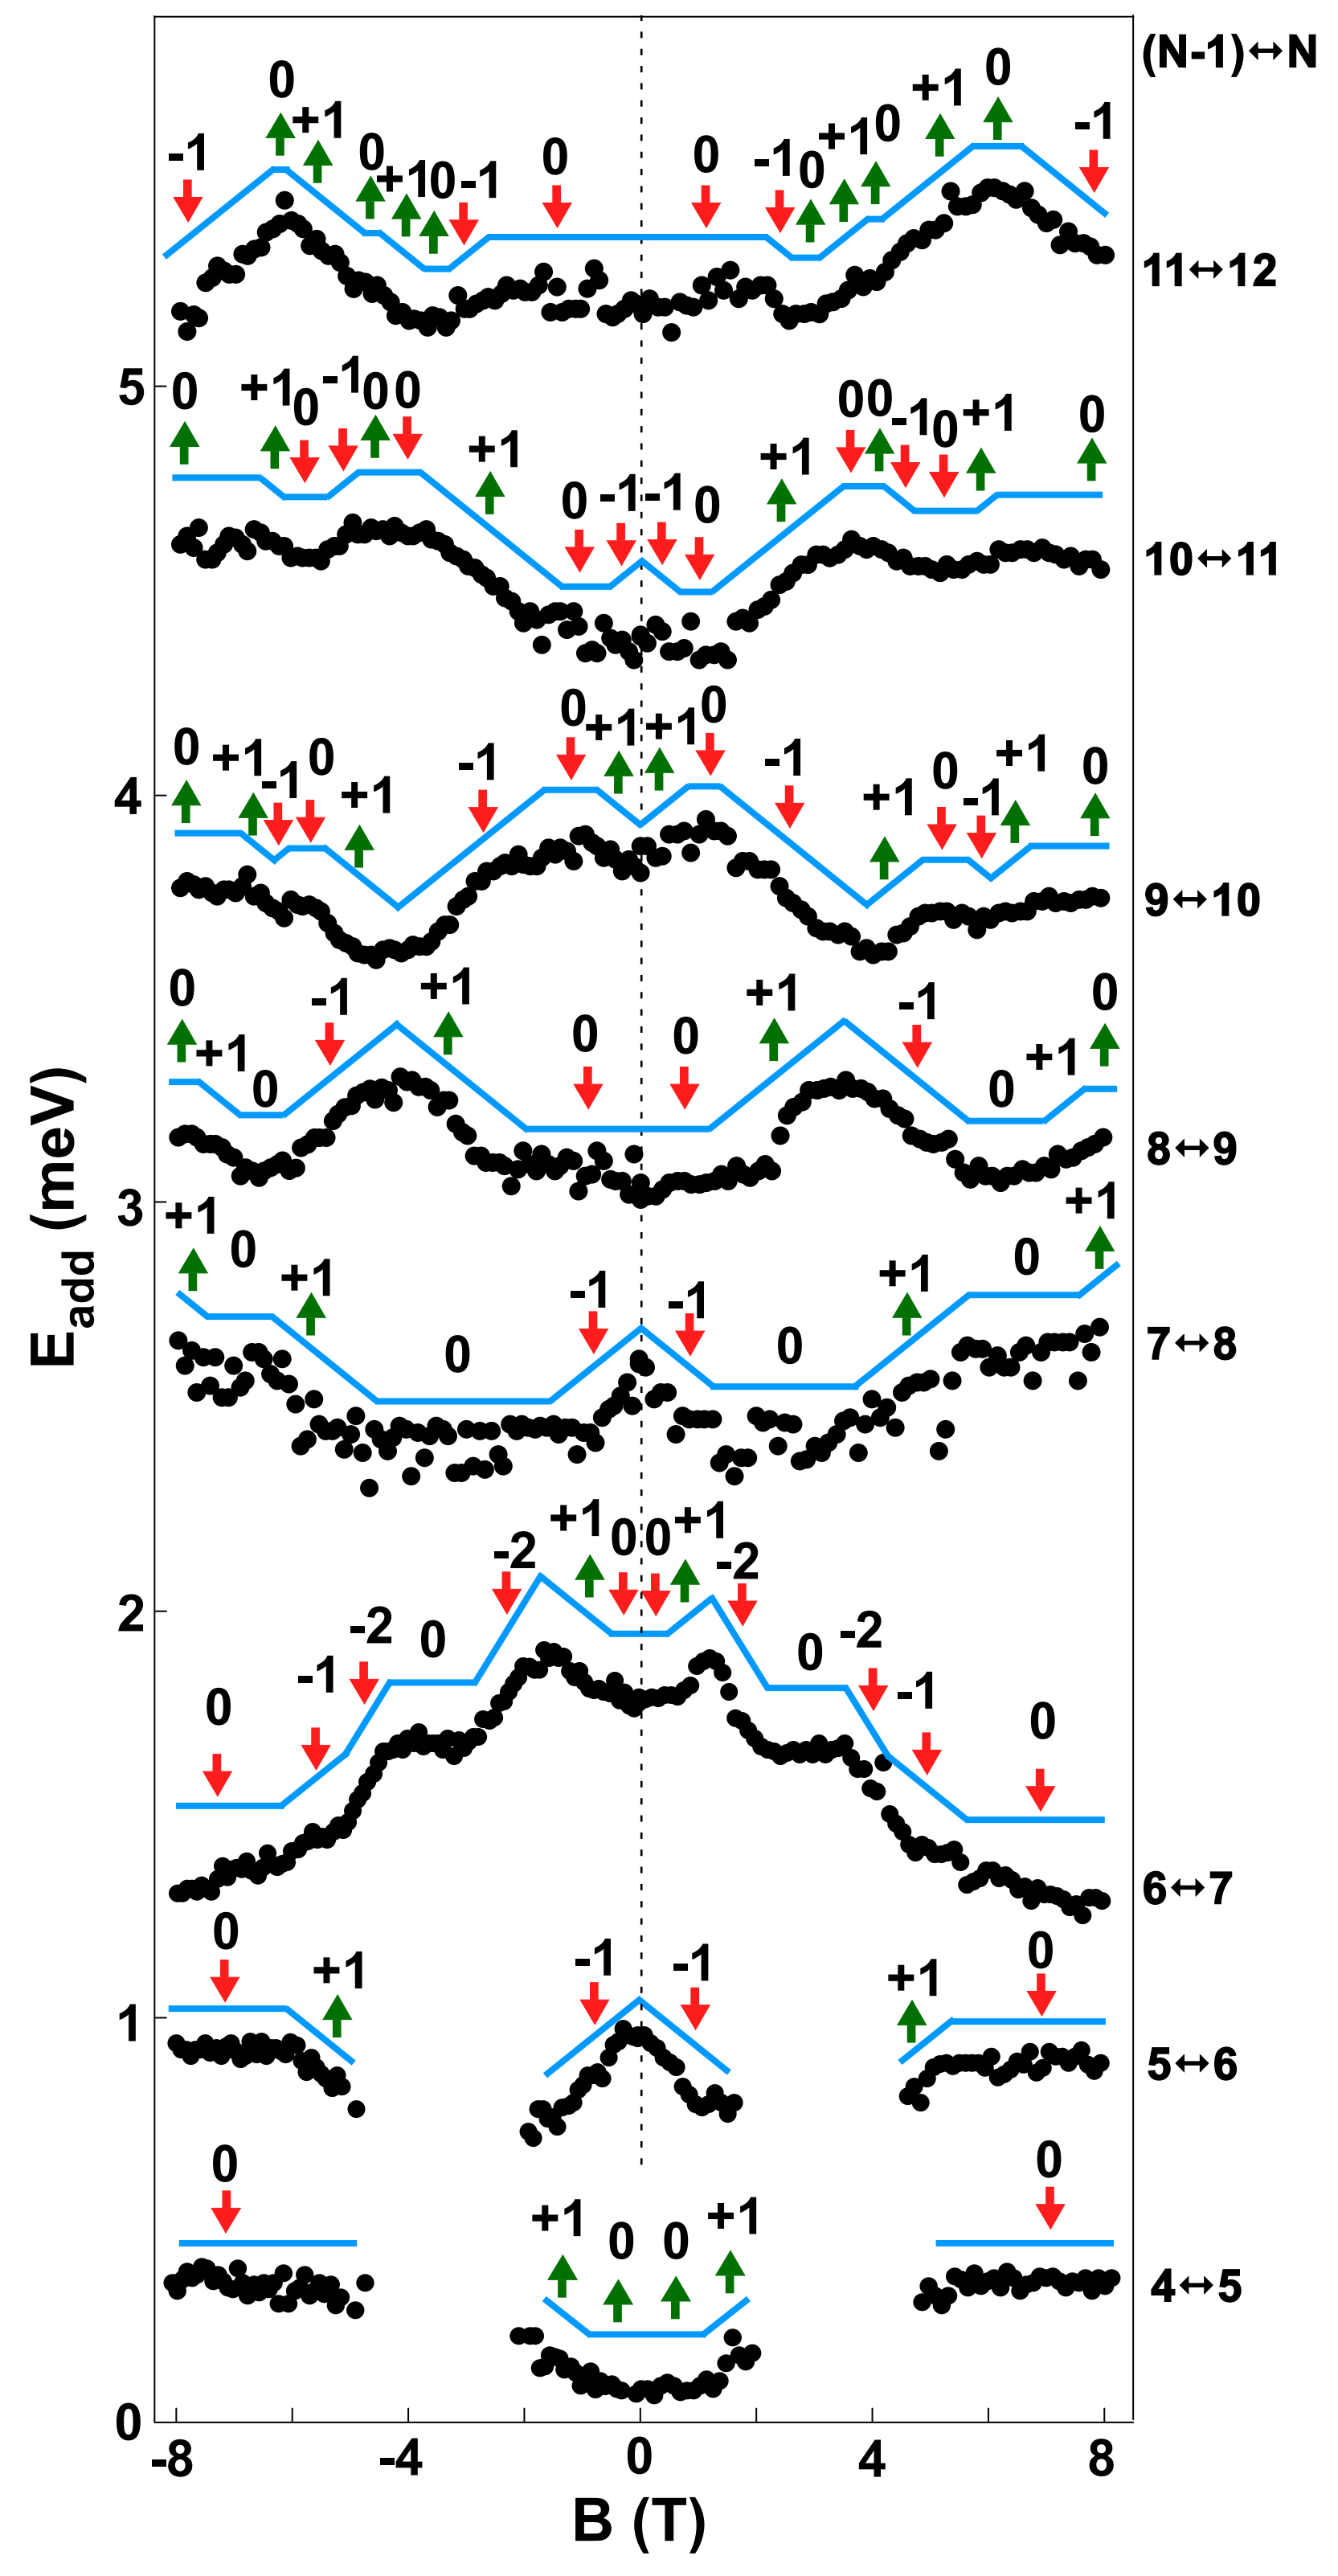 (N-1)↔N
0 0
+1 +1
-1 0 0 0 +1 0 -1
+1 0 -1 -1 0 +1
11↔12
5
0 +1 0 -1 0 0 0 0 -1 0 +1 0
+1 +1
0 -1 -1 0
10↔11
0 +1 +1 0
0 +1 -1 0 -1 -1 0 +1 0
4 +1 +1 -1
9↔10
0 -1 +1 +1 -1 0
+1 0 0 0 0 +1
8↔9
3
+1 0 +1
+1 0 -1 -1 0 +1 0
7↔8
+1 0 0 +1
-2 -2
2
-2 0 0 -2
0 -1 -1 0
6↔7
0 +1 -1 -1 +1 0
1
5↔6
0 0
+1 0 0 +1
4↔5
0
-8 -4 0 4 8
B (T)
Eadd (meV)